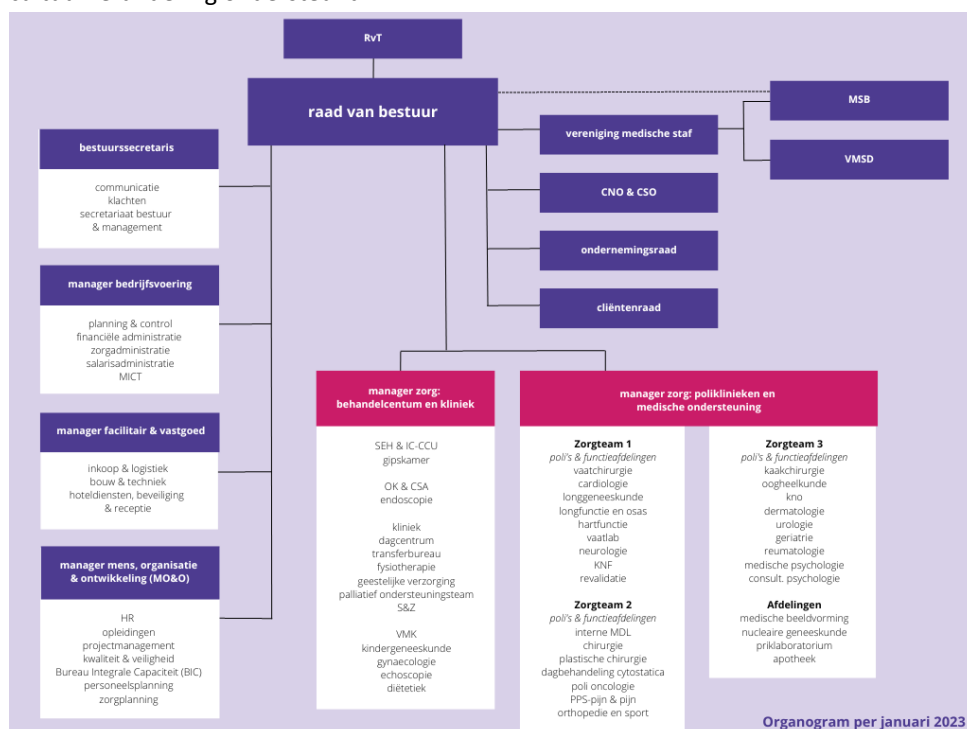 RvT
raad van bestuur
MSB
vereniging medische staf
VMSD
CNO & CSO
ondernemingsraad
cliëntenraad
bestuurssecretaris
communicatie
klachten
secretariaat bestuur
& management
manager bedrijfsvoering
planning & control
financiële administratie
zorgadministratie
salarisadministratie
MICT
manager facilitair & vastgoed
inkoop & logistiek
bouw & techniek
hoteldiensten, beveiliging
& receptie
manager mens, organisatie
& ontwikkeling (MO&O)
HR
opleidingen
projectmanagement
kwaliteit & veiligheid
Bureau Integrale Capaciteit (BIC)
personeelsplanning
zorgplanning
manager zorg:
behandelcentum en kliniek
SEH & IC-CCU
gipskamer
OK & CSA
endoscopie
kliniek
dagcentrum
transferbureau
fysiotherapie
geestelijke verzorging
palliatief ondersteuningsteam
S&Z
VMK
kindergeneeskunde
gynaecologie
echoscopie
diëtetiek
manager zorg: poliklinieken en
medische ondersteuning
Zorgteam 1
poli's & functieafdelingen
vaatchirurgie
cardiologie
longgeneeskunde
longfunctie en osas
hartfunctie
vaatlab
neurologie
KNF
revalidatie
Zorgteam 2
poli's & functieafdelingen
interne MDL
chirurgie
plastische chirurgie
dagbehandeling cytostatica
poli oncologie
PPS-pijn & pijn
orthopedie en sport
Zorgteam 3
poli's & functieafdelingen
kaakchirurgie
oogheelkunde
kno
dermatologie
urologie
geriatrie
reumatologie
medische psychologie
consult. psychologie
Afdelingen
medische beeldvorming
nucleaire geneeskunde
priklaboratorium
apotheek
Organogram per januari 2023